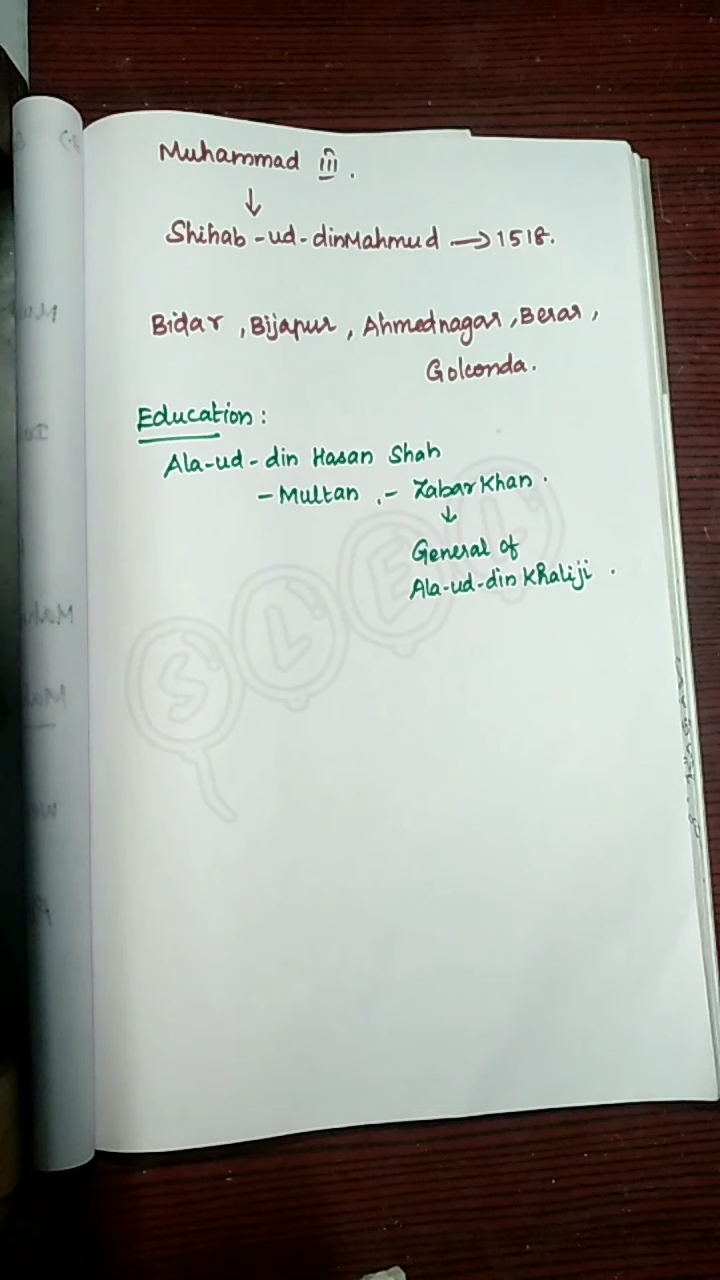 Muhammad iii.
↓
Shihab-ud-dinMahmud → 1518.
Bidar, Bijapur, Ahmednagar, Berar,
Golconda.
Education:
Ala-ud-din Hasan Shah
- Multan. - Zabar Khan.
↓
General of
Ala-ud-din Khaliji.
SLEL